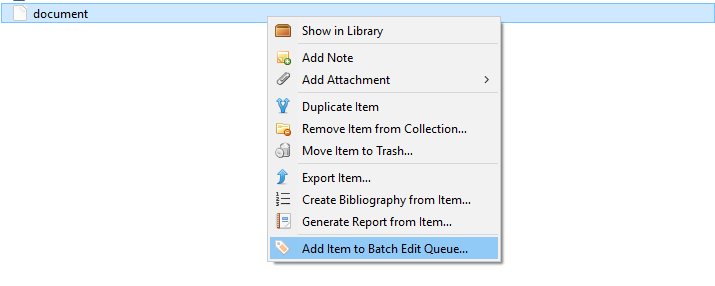 document
Show in Library
Add Note
Add Attachment
Duplicate Item
Remove Item from Collection...
Move Item to Trash...
Export Item...
Create Bibliography from Item...
Generate Report from Item...
Add Item to Batch Edit Queue...